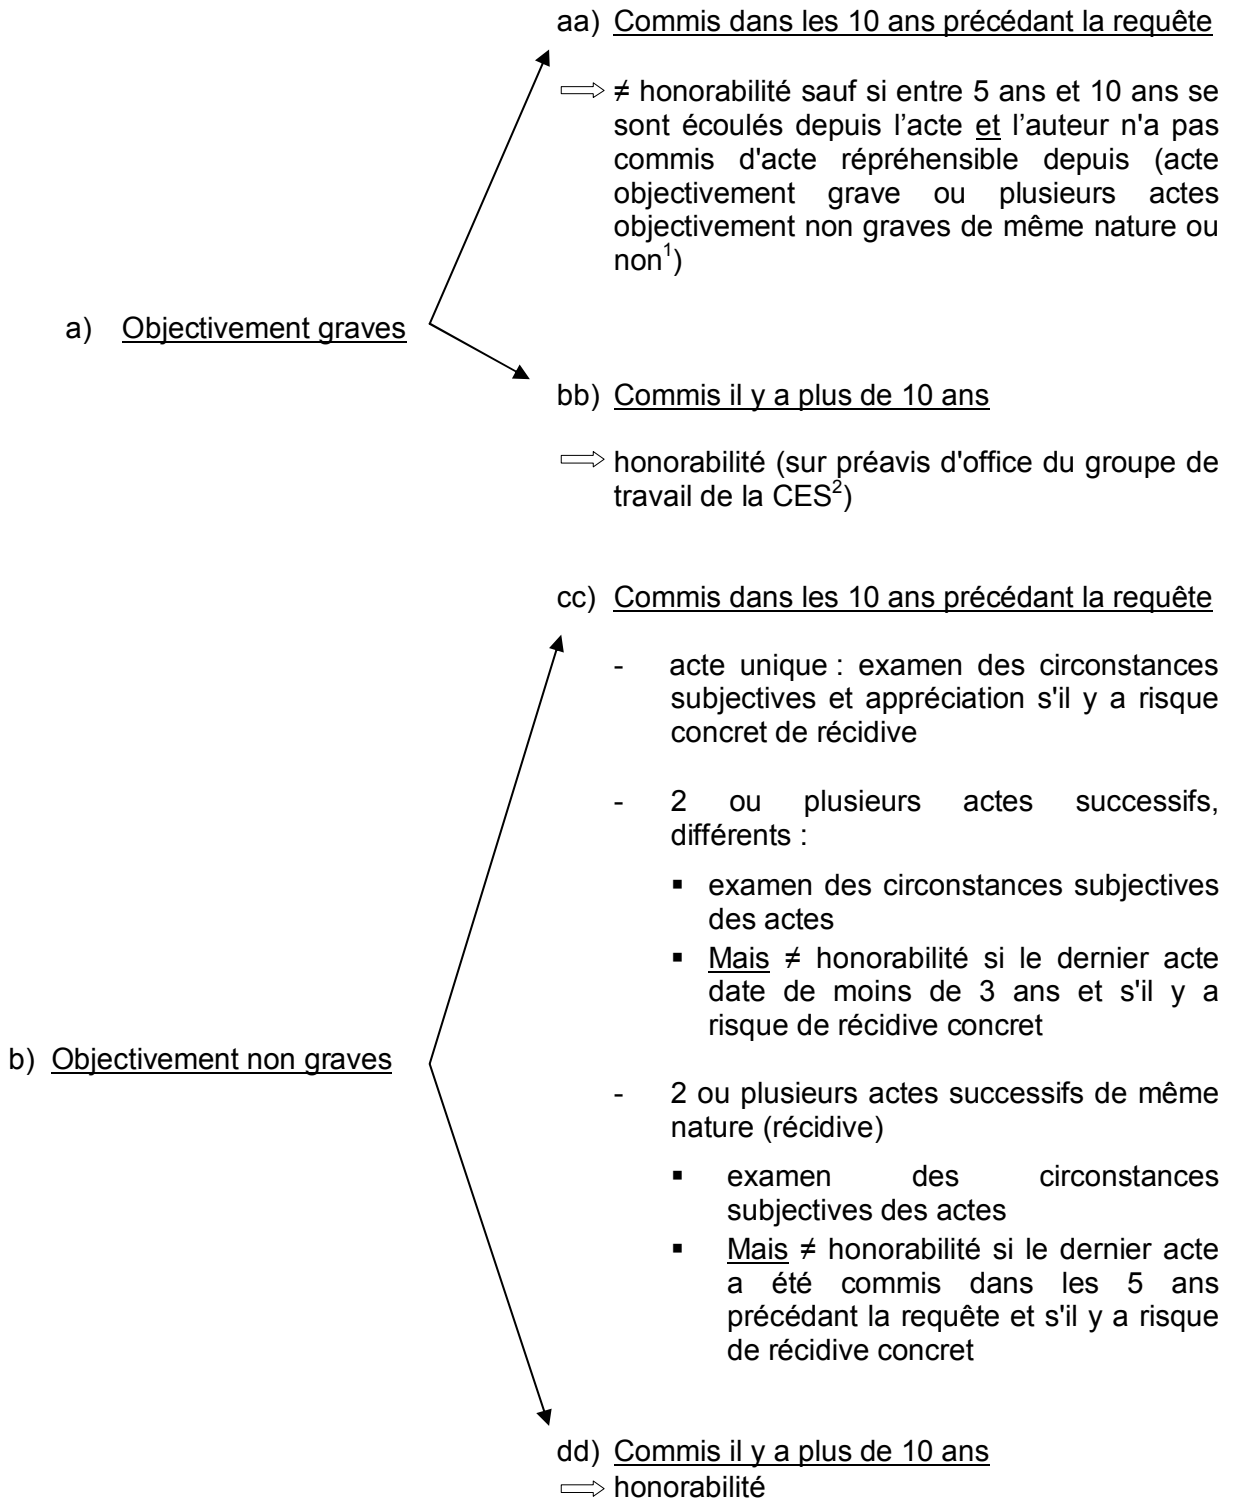 aa) Commis dans les 10 ans précédant la requête
≠ honorabilité sauf si entre 5 ans et 10 ans se
sont écoulés depuis l’acte et l’auteur n'a pas
commis d'acte répréhensible depuis (acte
objectivement grave ou plusieurs actes
objectivement non graves de même nature ou
non¹)
a) Objectivement graves
bb) Commis il y a plus de 10 ans
honorabilité (sur préavis d'office du groupe de
travail de la CES²)
cc) Commis dans les 10 ans précédant la requête
- acte unique : examen des circonstances
subjectives et appréciation s'il y a risque
concret de récidive
- 2 ou plusieurs actes successifs,
différents :
▪ examen des circonstances subjectives
des actes
▪ Mais ≠ honorabilité si le dernier acte
date de moins de 3 ans et s'il y a
risque de récidive concret
b) Objectivement non graves
- 2 ou plusieurs actes successifs de même
nature (récidive)
▪ examen des circonstances
subjectives des actes
▪ Mais ≠ honorabilité si le dernier acte
a été commis dans les 5 ans
précédant la requête et s'il y a risque
de récidive concret
dd) Commis il y a plus de 10 ans
honorabilité